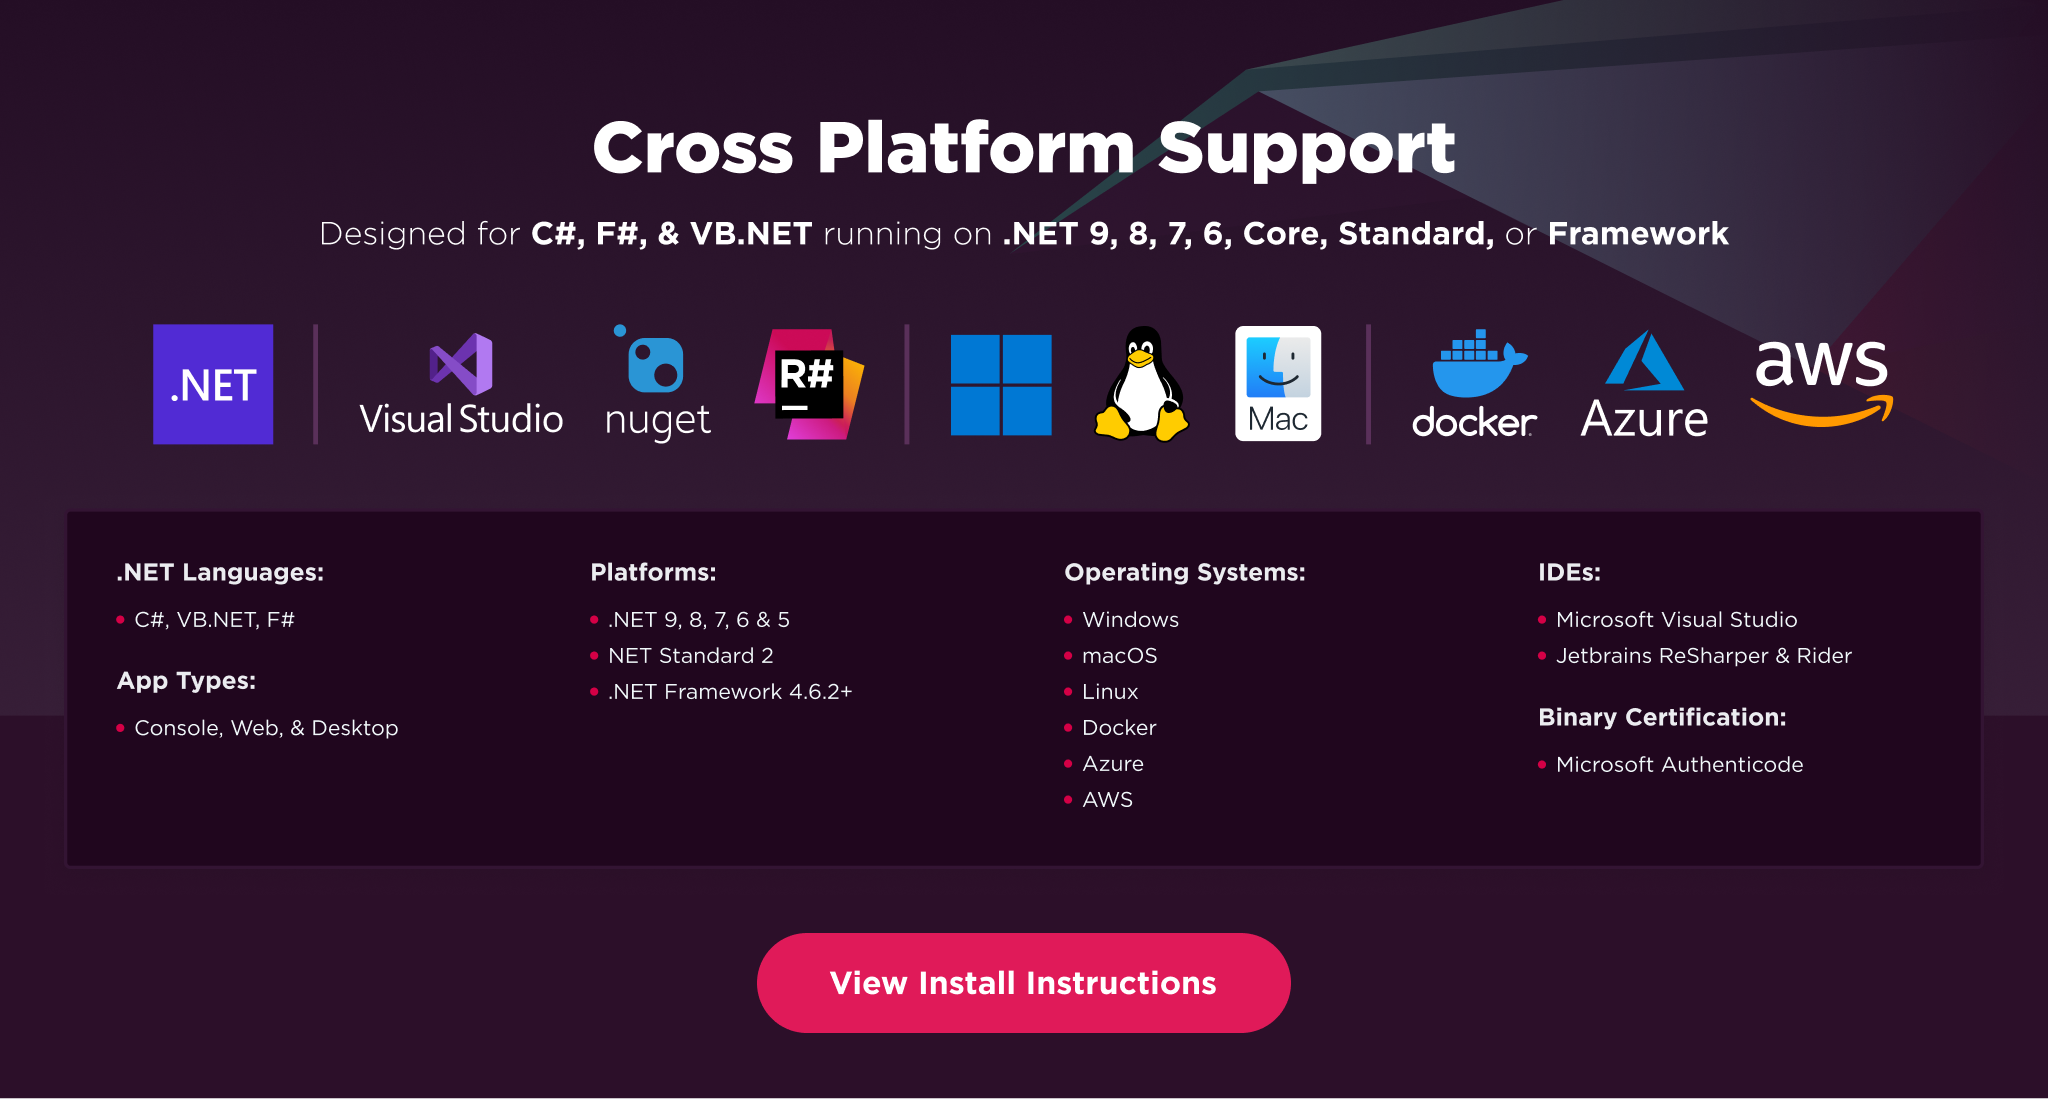 Cross Platform Support
Designed for C#, F#, & VB.NET running on .NET 9, 8, 7, 6, Core, Standard, or Framework
.NET
Visual Studio
nuget
R#
Mac
docker
Azure
aws
.NET Languages:
C#, VB.NET, F#
App Types:
Console, Web, & Desktop
Platforms:
.NET 9, 8, 7, 6 & 5
NET Standard 2
.NET Framework 4.6.2+
Operating Systems:
Windows
macOS
Linux
Docker
Azure
AWS
IDEs:
Microsoft Visual Studio
Jetbrains ReSharper & Rider
Binary Certification:
Microsoft Authenticode
View Install Instructions